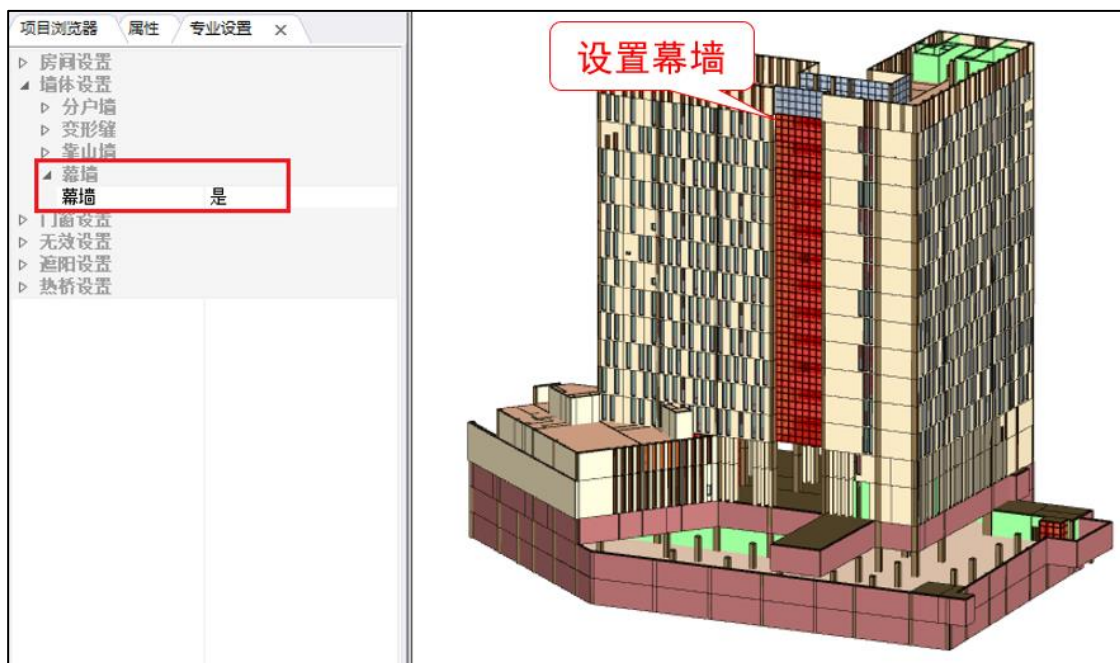 项目浏览器 属性 专业设置 ×
房间设置
墙体设置
分户墙
变形缝
靠山墙
幕墙
幕墙 是
门窗设置
无效设置
遮阳设置
热桥设置
设置幕墙